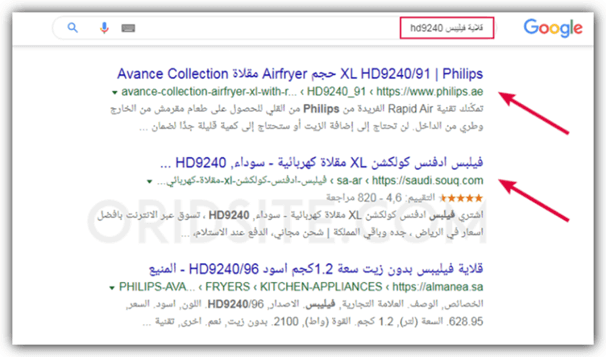 Google
قلاية فيليبس hd9240
Avance Collection مقلاة Airfryer حجم XL HD9240/91 | Philips
avance-collection-airfryer-xl-with-r... ‹ HD9240_91 ‹ https://www.philips.ae
تمكّنك تقنية Rapid Air الفريدة من Philips من القلي للحصول على طعام مقرمش من الخارج
وطري من الداخل. لن تحتاج إلى إضافة الزيت أو ستحتاج إلى كمية قليلة جدًا لضمان ...
فيليبس ادفنس كولكشن XL مقلاة كهربائية - سوداء, HD9240 ...
فيليبس-ادفنس-كولكشن-xl-مقلاة-كهربائي... ‹ sa-ar ‹ https://saudi.souq.com
التقييم: 4,6 - 820 مراجعة
اشتري فيليبس ادفنس كولكشن XL مقلاة كهربائية - سوداء, HD9240 ، تسوق عبر الانترنت بافضل
اسعار في الرياض ، جده وباقي المملكة | شحن مجاني، الدفع عند الاستلام, ...
ORIDSITE.COM
قلاية فيليبس بدون زيت سعة 1.2كجم اسود HD9240/96 - المنيع
PHILIPS-AVA... ‹ FRYERS ‹ KITCHEN-APPLIANCES ‹ https://almanea.sa
الخصائص, الوصف. العلامة التجارية, فيليبس. الاصدار, HD9240/96. اللون, اسود. السعر,
628.95. السعة (لتر), 1.2 كجم. القوة (واط), 2100. بدون زيت, نعم. اخرى, تقنية ...